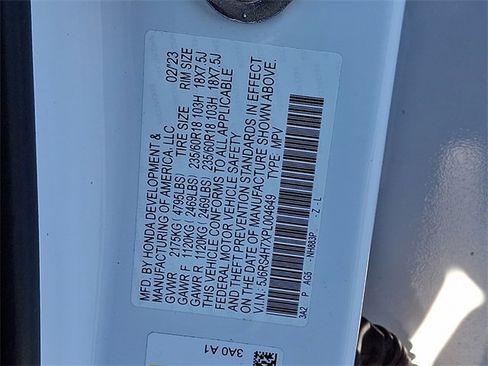 MFD. BY HONDA DEVELOPMENT & 02/23
MANUFACTURING OF AMERICA, LLC
GVWR 2175KG (4795LBS) TIRE SIZE RIM SIZE
GAWR F 1120KG (2469LBS) 235/60R18 103H 18X7.5J
GAWR R 1120KG (2469LBS) 235/60R18 103H 18X7.5J
THIS VEHICLE CONFORMS TO ALL APPLICABLE
FEDERAL MOTOR VEHICLE SAFETY
AND THEFT PREVENTION STANDARDS IN EFFECT
ON THE DATE OF MANUFACTURE SHOWN ABOVE.
V.I.N.: 5J6RS4H7XPL004949 TYPE: MPV
3A2 P AGS NH883P - Z - L
3A0 A1